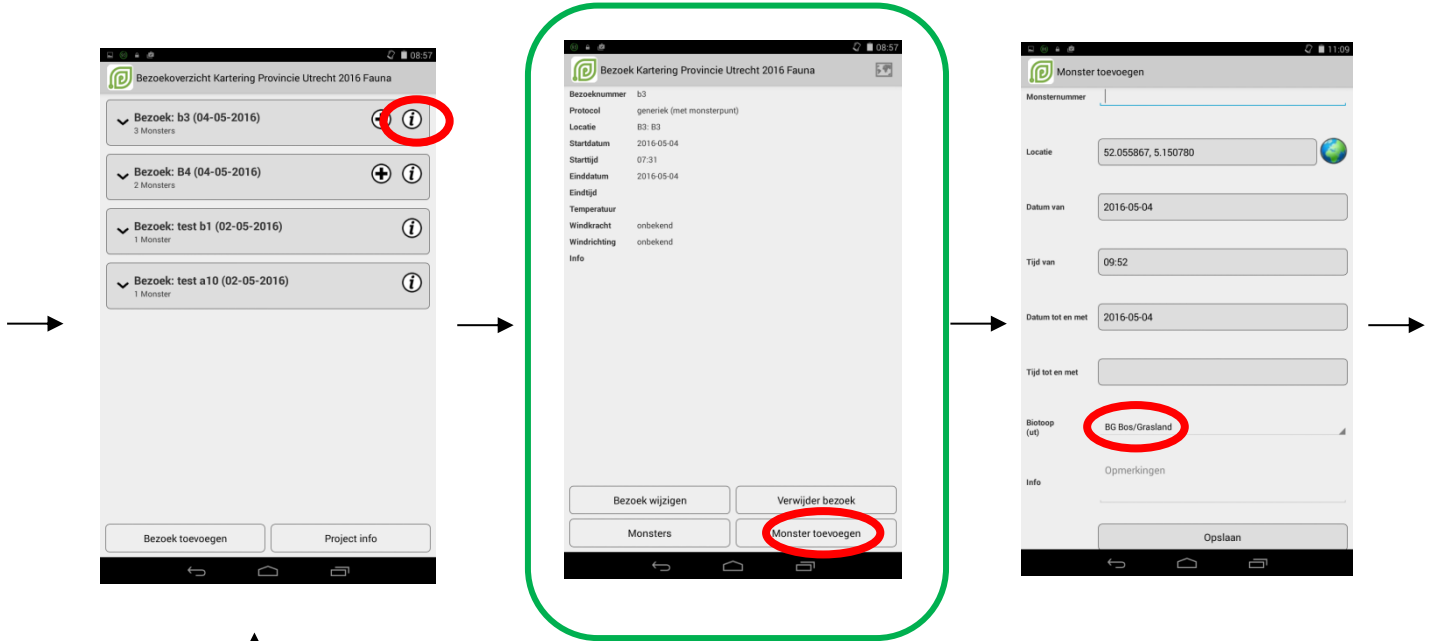 08:57
Bezoekoverzicht Kartering Provincie Utrecht 2016 Fauna
Bezoek: b3 (04-05-2016)
3 Monsters
Bezoek: B4 (04-05-2016)
2 Monsters
Bezoek: test b1 (02-05-2016)
1 Monster
Bezoek: test a10 (02-05-2016)
1 Monster
Bezoek toevoegen
Project info
08:57
Bezoek Kartering Provincie Utrecht 2016 Fauna
Bezoeknummer b3
Protocol generiek (met monsterpunt)
Locatie B3: B3
Startdatum 2016-05-04
Starttijd 07:31
Einddatum 2016-05-04
Eindtijd
Temperatuur
Windkracht onbekend
Windrichting onbekend
Info
Bezoek wijzigen
Verwijder bezoek
Monsters
Monster toevoegen
11:09
Monster toevoegen
Monsternummer
Locatie 52.055867, 5.150780
Datum van 2016-05-04
Tijd van 09:52
Datum tot en met 2016-05-04
Tijd tot en met
Biotoop
(ut)
BG Bos/Grasland
Opmerkingen
Info
Opslaan